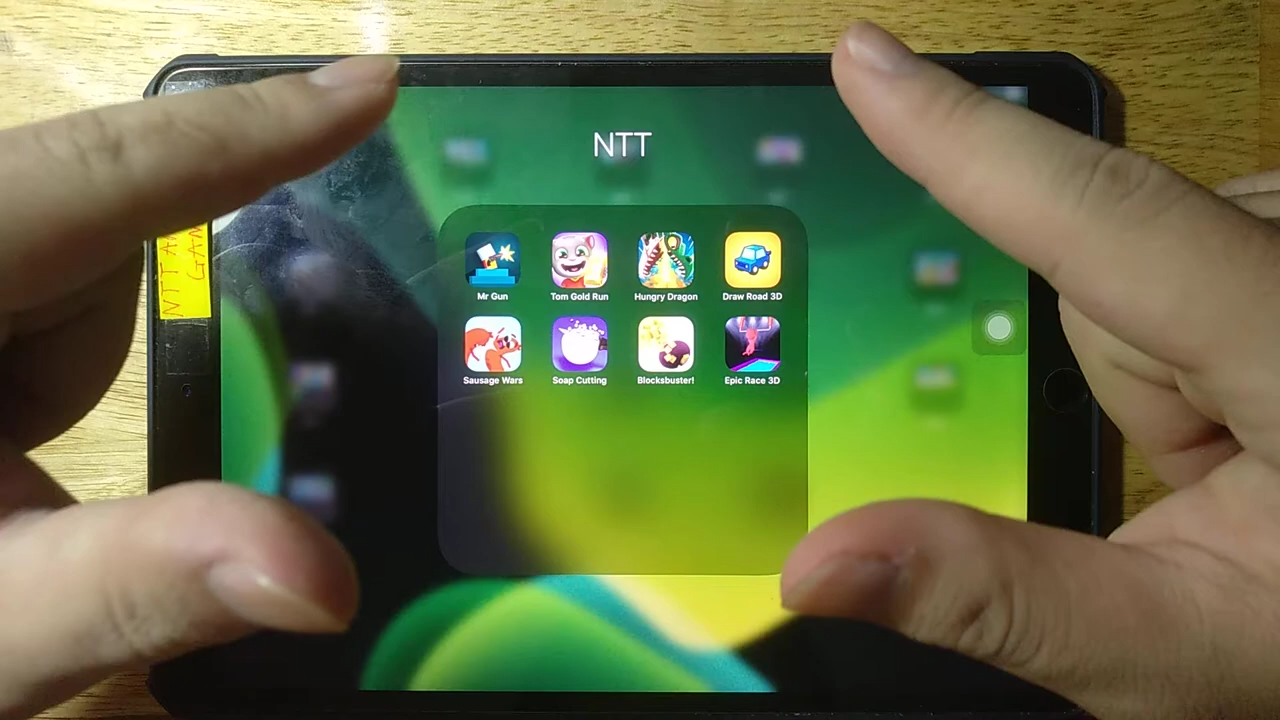 NTT
Mr Gun
Tom Gold Run
Hungry Dragon
Draw Road 3D
Sausage Wars
Soap Cutting
Blocksbuster!
Epic Race 3D
NTT